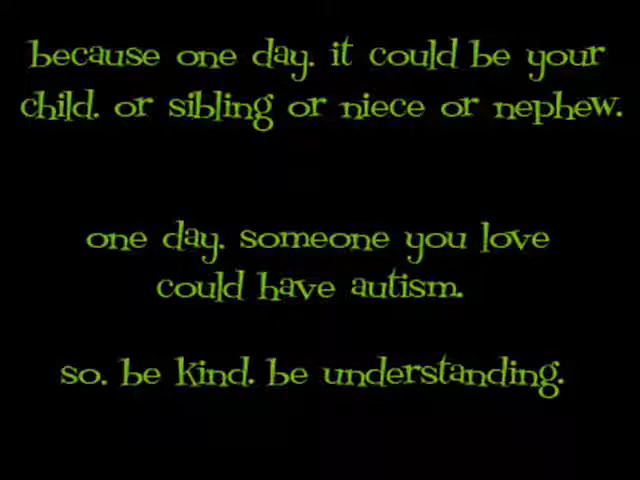 because one day. it could be your
child. or sibling or niece or nephew.
one day. someone you love
could have autism.
so. be kind. be understanding.